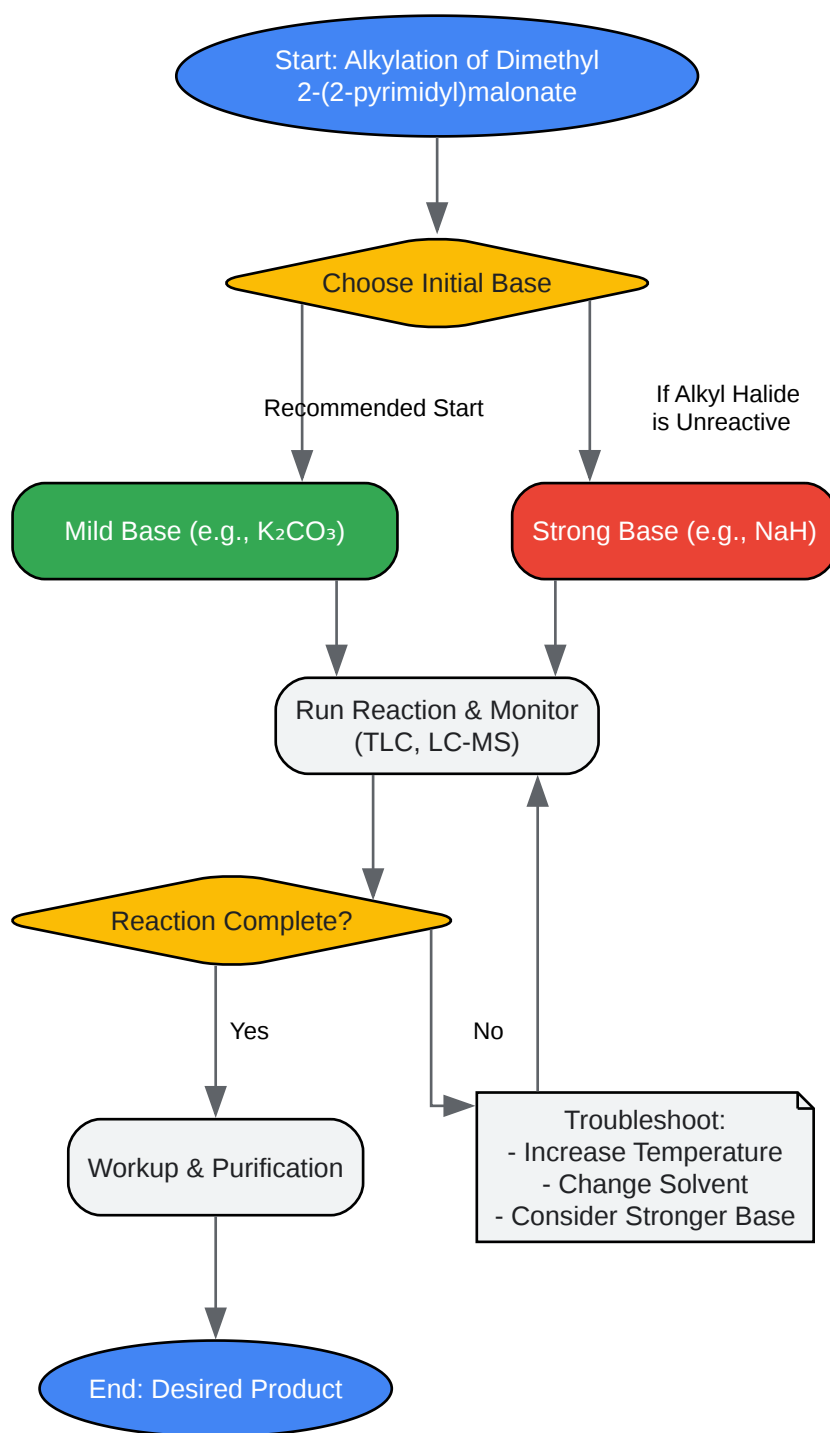 Start: Alkylation of Dimethyl
2-(2-pyrimidyl)malonate
Choose Initial Base
Recommended Start
If Alkyl Halide
is Unreactive
Mild Base (e.g., K₂CO₃)
Strong Base (e.g., NaH)
Run Reaction & Monitor
(TLC, LC-MS)
Reaction Complete?
Yes
No
Troubleshoot:
- Increase Temperature
- Change Solvent
- Consider Stronger Base
Workup & Purification
End: Desired Product